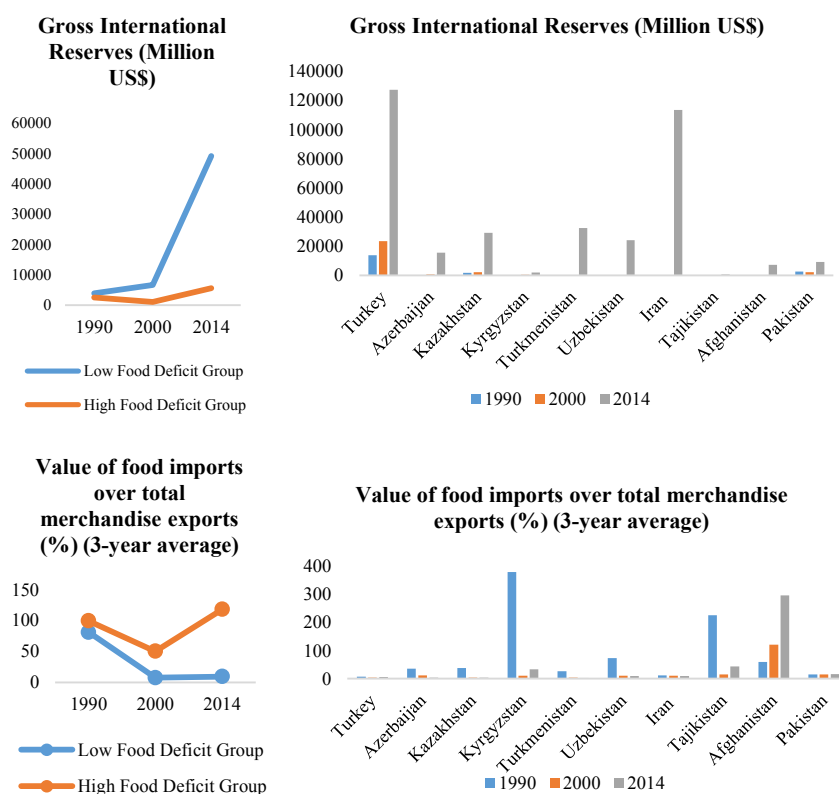 Gross International
Reserves (Million
US$)
60000
50000
40000
30000
20000
10000
0
1990 2000 2014
Low Food Deficit Group
High Food Deficit Group
Gross International Reserves (Million US$)
140000
120000
100000
80000
60000
40000
20000
0
Turkey
Azerbaijan
Kazakhstan
Kyrgyzstan
Turkmenistan
Uzbekistan
Iran
Tajikistan
Afghanistan
Pakistan
1990 2000 2014
Value of food imports
over total
merchandise exports
(%) (3-year average)
150
100
50
0
1990 2000 2014
Low Food Deficit Group
High Food Deficit Group
Value of food imports over total merchandise
exports (%) (3-year average)
400
300
200
100
0
Turkey
Azerbaijan
Kazakhstan
Kyrgyzstan
Turkmenistan
Uzbekistan
Iran
Tajikistan
Afghanistan
Pakistan
1990 2000 2014